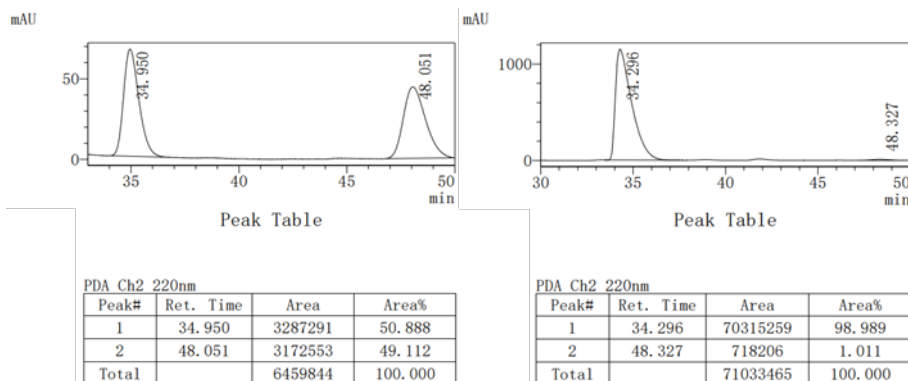 mAU
50
0
34.950
48.051
35
40
45
50
min
Peak Table
PDA Ch2 220nm
Peak# Ret. Time Area Area%
1 34.950 3287291 50.888
2 48.051 3172553 49.112
Total 6459844 100.000
mAU
1000
0
34.296
48.327
30
35
40
45
50
min
Peak Table
PDA Ch2 220nm
Peak# Ret. Time Area Area%
1 34.296 70315259 98.989
2 48.327 718206 1.011
Total 71033465 100.000